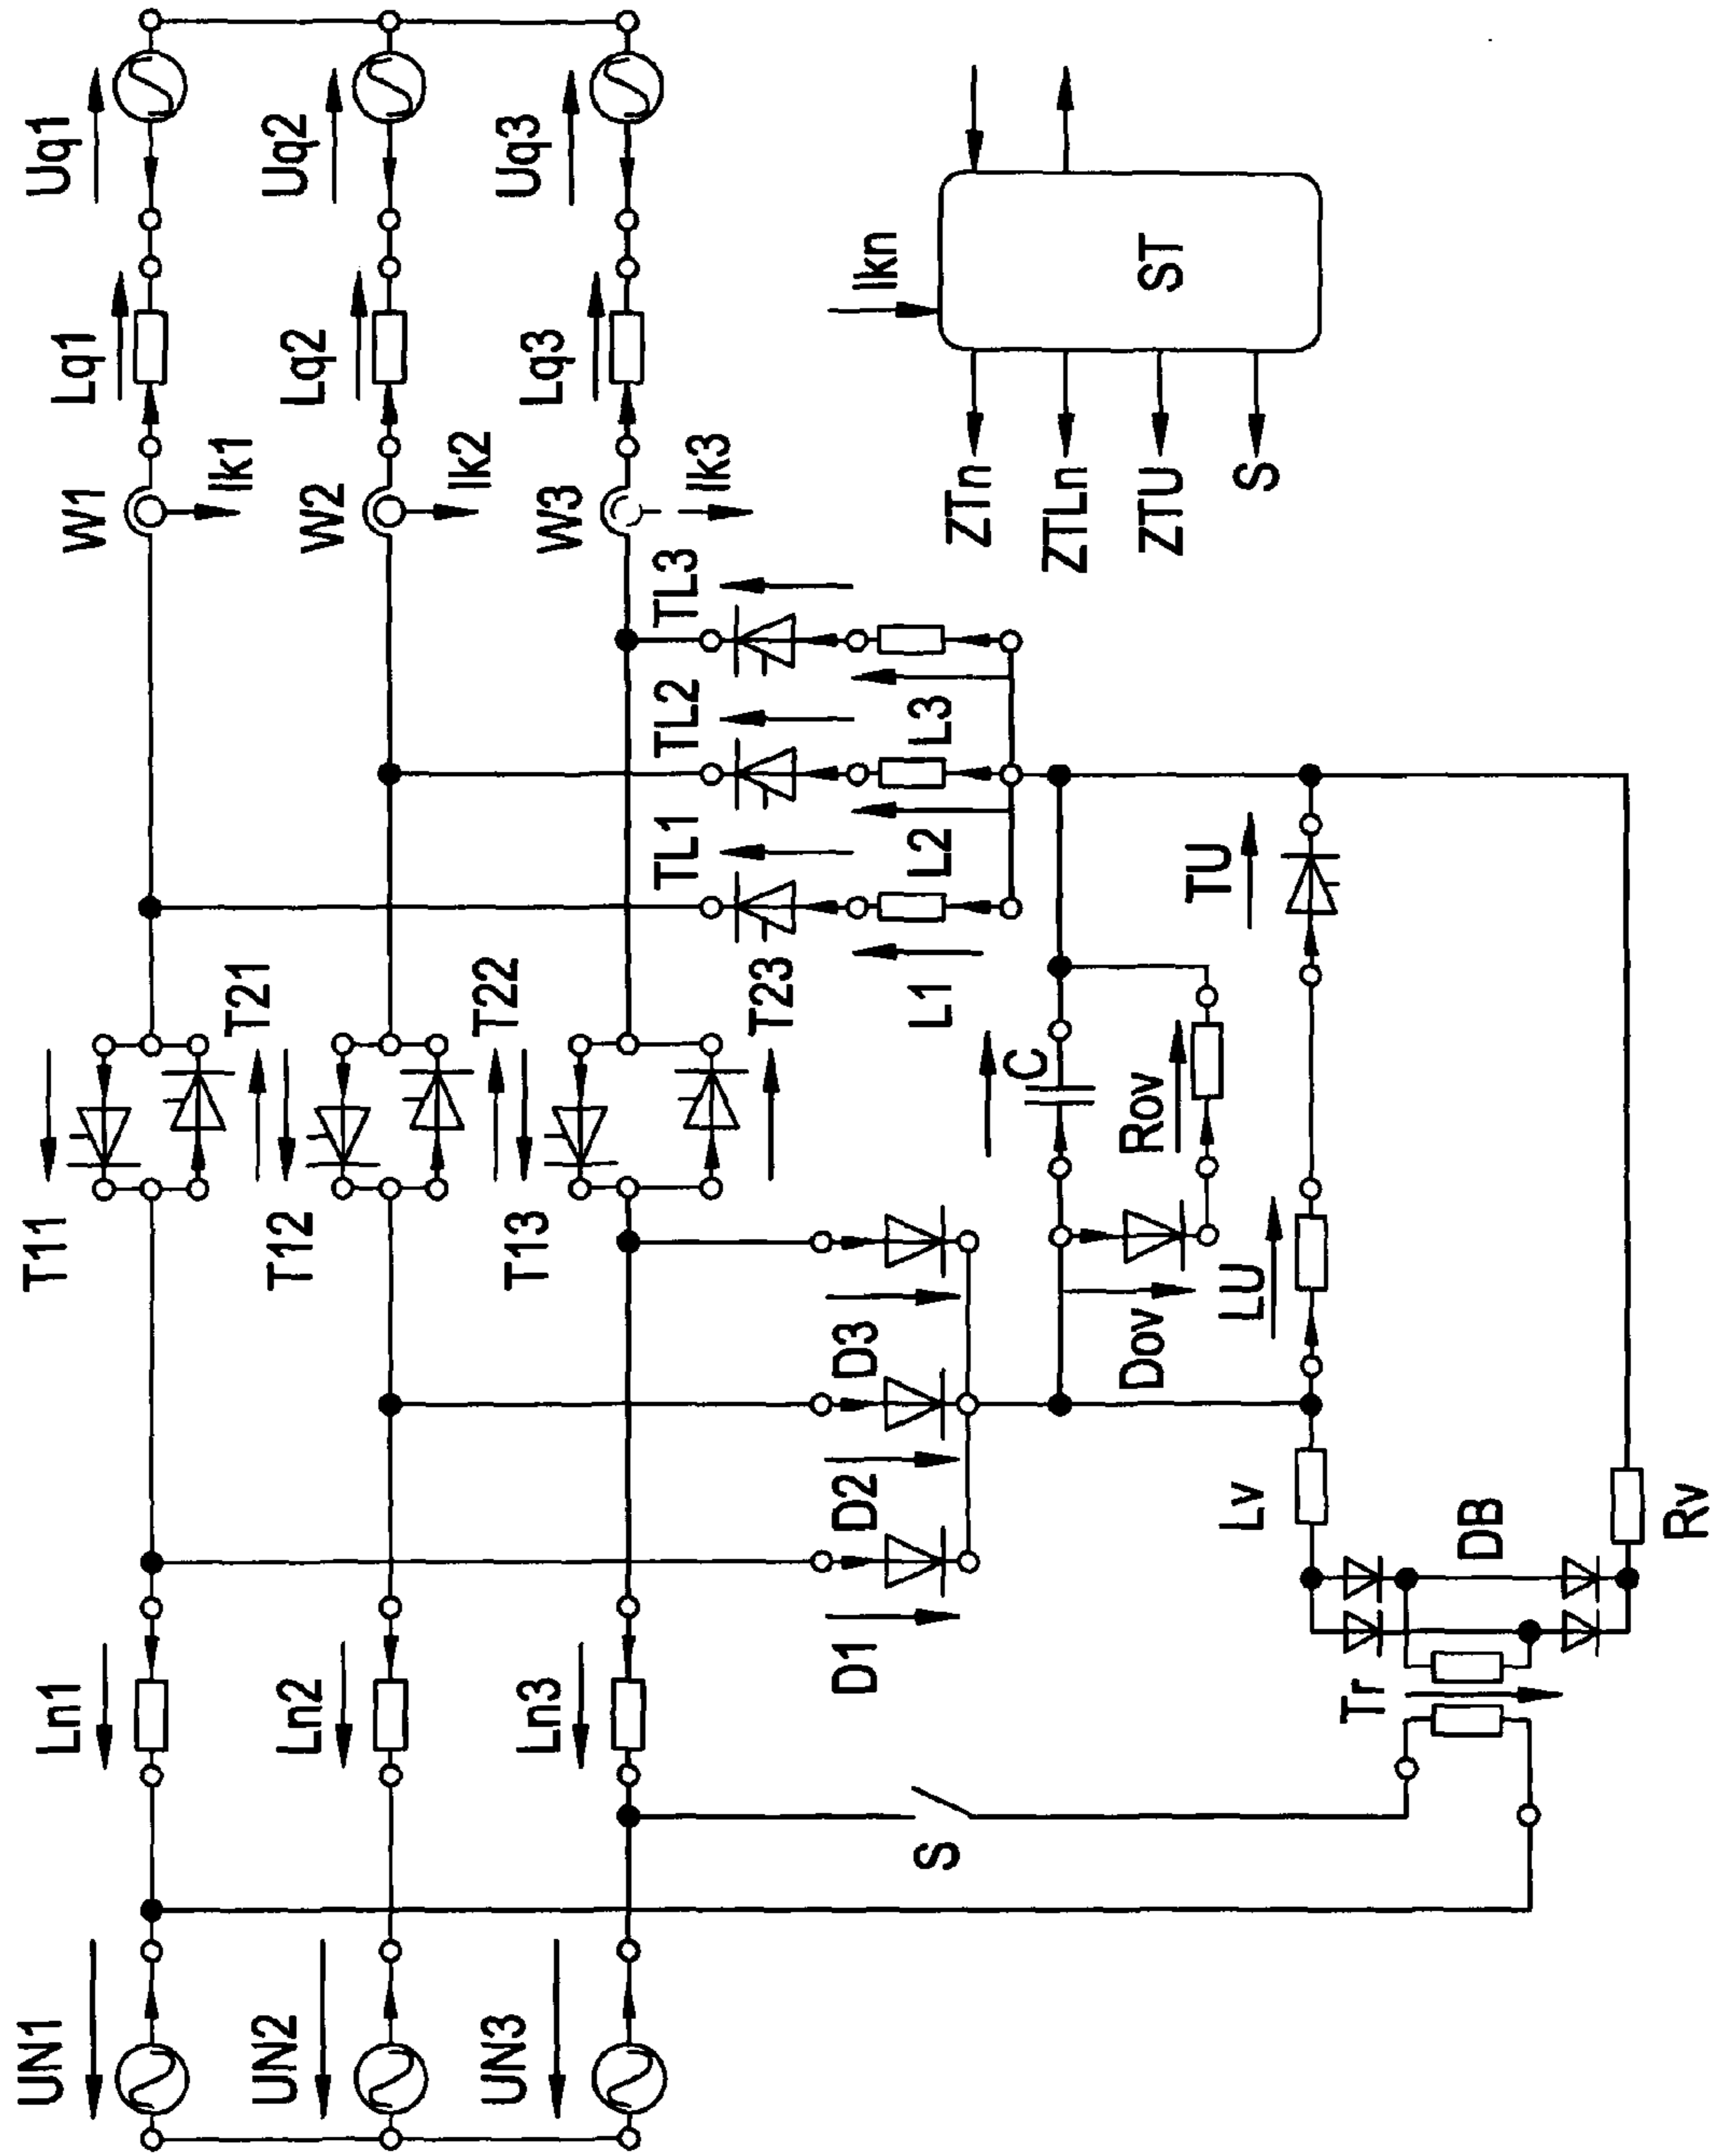 UN1
Ln1
T11
T21
W1
Ik1
Lq1
Uq1
UN2
Ln2
T12
T22
W2
Ik2
Lq2
Uq2
UN3
Ln3
T13
T23
W3
Ik3
Lq3
Uq3
TL1
TL2
TL3
D1
D2
D3
L1
L2
L3
S
C
Dov
Rov
Lv
LU
TU
Tr
DB
Rv
Ikn
ST
ZTn
ZTLn
ZTU
S